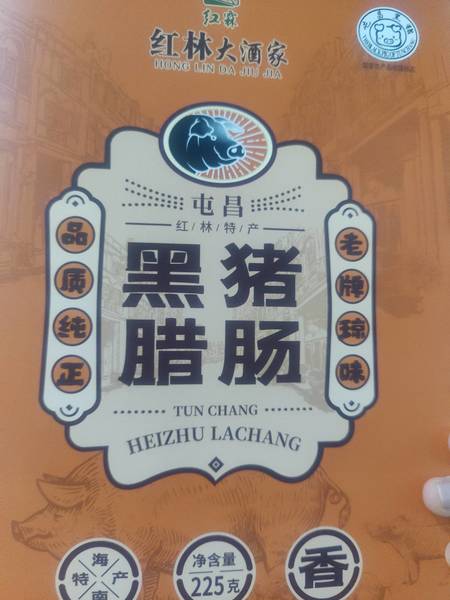 红霖
红林大酒家
HONG LIN DA JIU JIA
屯昌
红/林/特/产
品质纯正
黑猪
腊肠
老牌琼味
TUN CHANG
HEIZHU LACHANG
海南特产
净含量
225克
香